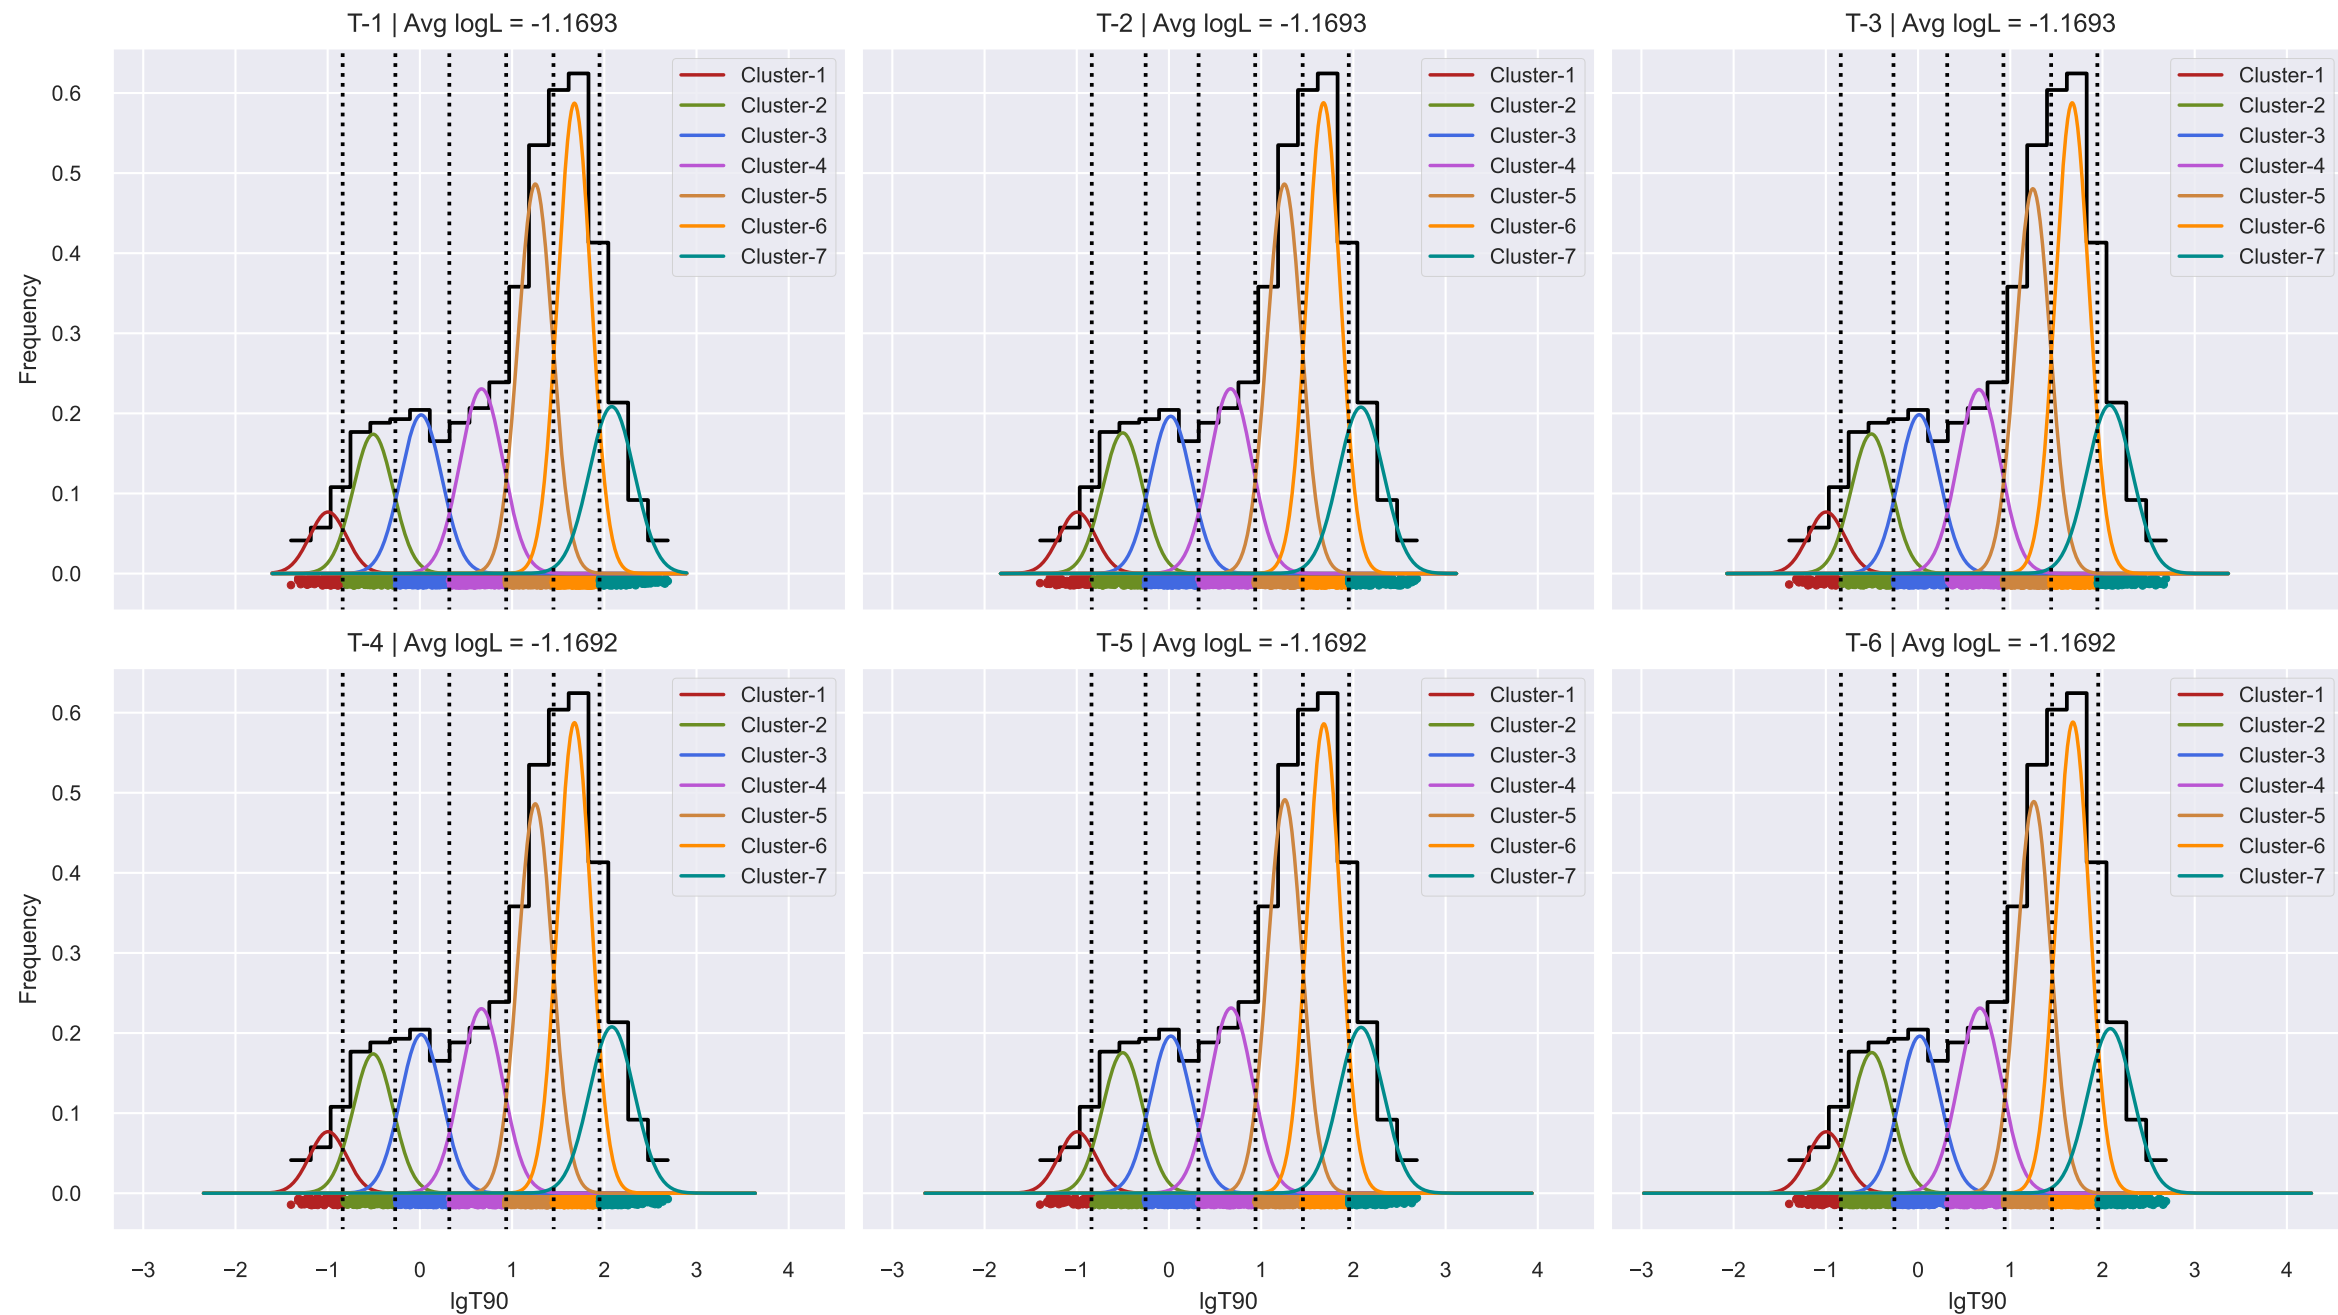 T-1 | Avg logL = -1.1693
T-2 | Avg logL = -1.1693
T-3 | Avg logL = -1.1693
Frequency
0.6
0.5
0.4
0.3
0.2
0.1
0.0
Cluster-1
Cluster-2
Cluster-3
Cluster-4
Cluster-5
Cluster-6
Cluster-7
Cluster-1
Cluster-2
Cluster-3
Cluster-4
Cluster-5
Cluster-6
Cluster-7
Cluster-1
Cluster-2
Cluster-3
Cluster-4
Cluster-5
Cluster-6
Cluster-7
T-4 | Avg logL = -1.1692
T-5 | Avg logL = -1.1692
T-6 | Avg logL = -1.1692
Frequency
0.6
0.5
0.4
0.3
0.2
0.1
0.0
Cluster-1
Cluster-2
Cluster-3
Cluster-4
Cluster-5
Cluster-6
Cluster-7
Cluster-1
Cluster-2
Cluster-3
Cluster-4
Cluster-5
Cluster-6
Cluster-7
Cluster-1
Cluster-2
Cluster-3
Cluster-4
Cluster-5
Cluster-6
Cluster-7
−3 −2 −1 0 1 2 3 4
−3 −2 −1 0 1 2 3 4
−3 −2 −1 0 1 2 3 4
lgT90
lgT90
lgT90